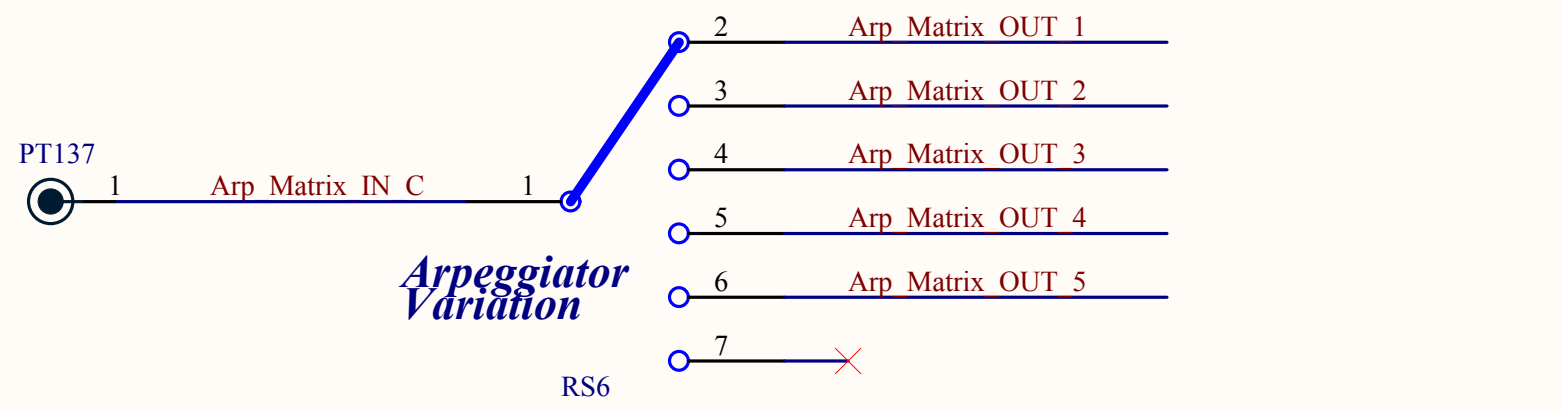 2 Arp_Matrix_OUT_1
3 Arp_Matrix_OUT_2
PT137
4 Arp_Matrix_OUT_3
1 Arp_Matrix_IN_C 1
5 Arp_Matrix_OUT_4
Arpeggiator
Variation
6 Arp_Matrix_OUT_5
7
RS6